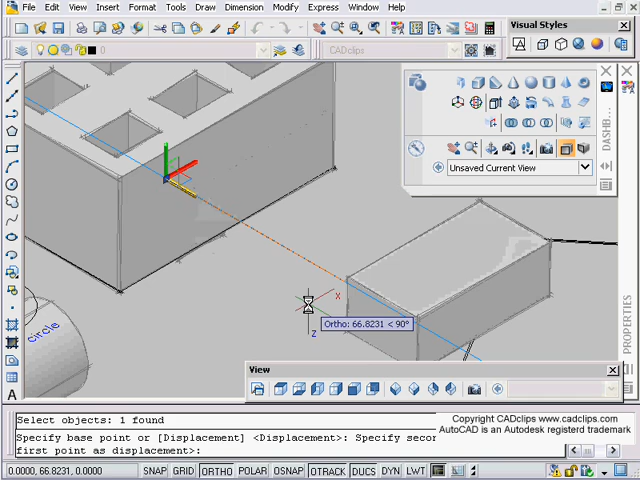 File Edit View Insert Format Tools Draw Dimension Modify Express Window Help
Visual Styles
0
CADclips
DASHB
Unsaved Current View
PROPERTIES
X
Z
Ortho: 66.8231 < 90°
circle
View
A
Select objects: 1 found
Specify base point or [Displacement] <Displacement>: Specify secor
first point as displacement>:
Copyright CADclips www.cadclips.com
AutoCAD is an Autodesk registerd trademark
0.0000, 66.8231, 0.0000 SNAP GRID ORTHO POLAR OSNAP OTRACK DUCS DYN LWT